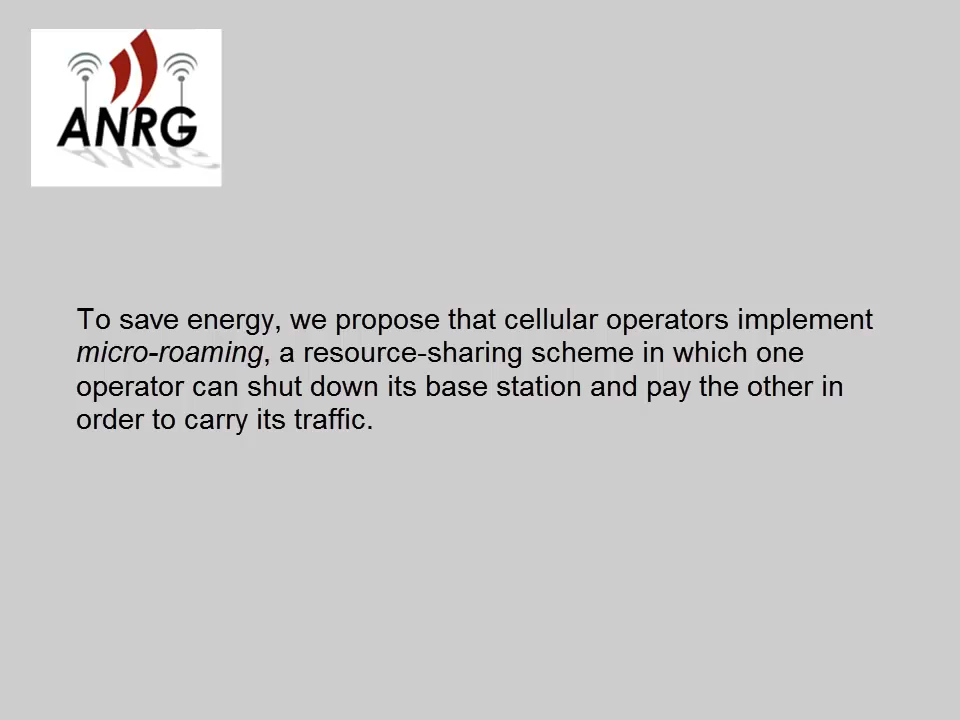 ANRG
To save energy, we propose that cellular operators implement
micro-roaming, a resource-sharing scheme in which one
operator can shut down its base station and pay the other in
order to carry its traffic.